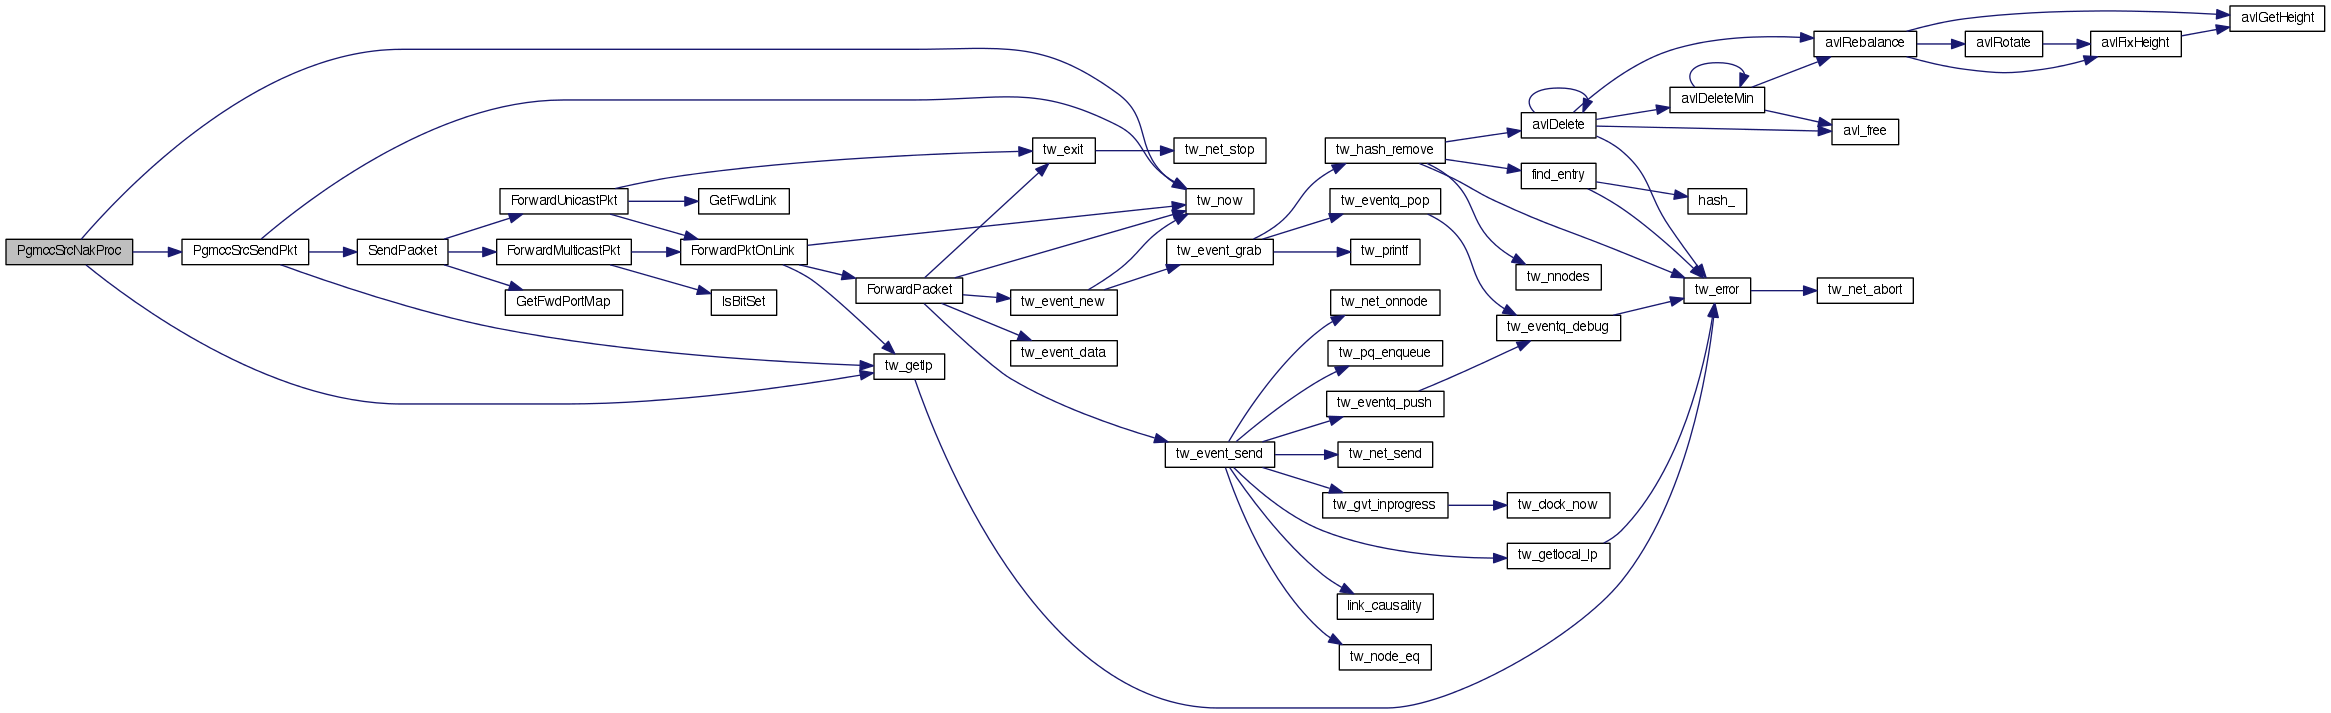 PgmccSrcNakProc
PgmccSrcSendPkt
SendPacket
ForwardUnicastPkt
ForwardMulticastPkt
GetFwdPortMap
GetFwdLink
ForwardPktOnLink
IsBitSet
ForwardPacket
tw_getlp
tw_exit
tw_event_new
tw_event_data
tw_net_stop
tw_now
tw_event_grab
tw_event_send
tw_hash_remove
tw_eventq_pop
tw_printf
tw_net_onnode
tw_pq_enqueue
tw_eventq_push
tw_net_send
tw_gvt_inprogress
link_causality
tw_node_eq
avlDelete
find_entry
tw_nnodes
tw_eventq_debug
tw_clock_now
tw_getlocal_lp
avlDeleteMin
hash_
tw_error
avlRebalance
avl_free
tw_net_abort
avlRotate
avlFixHeight
avlGetHeight